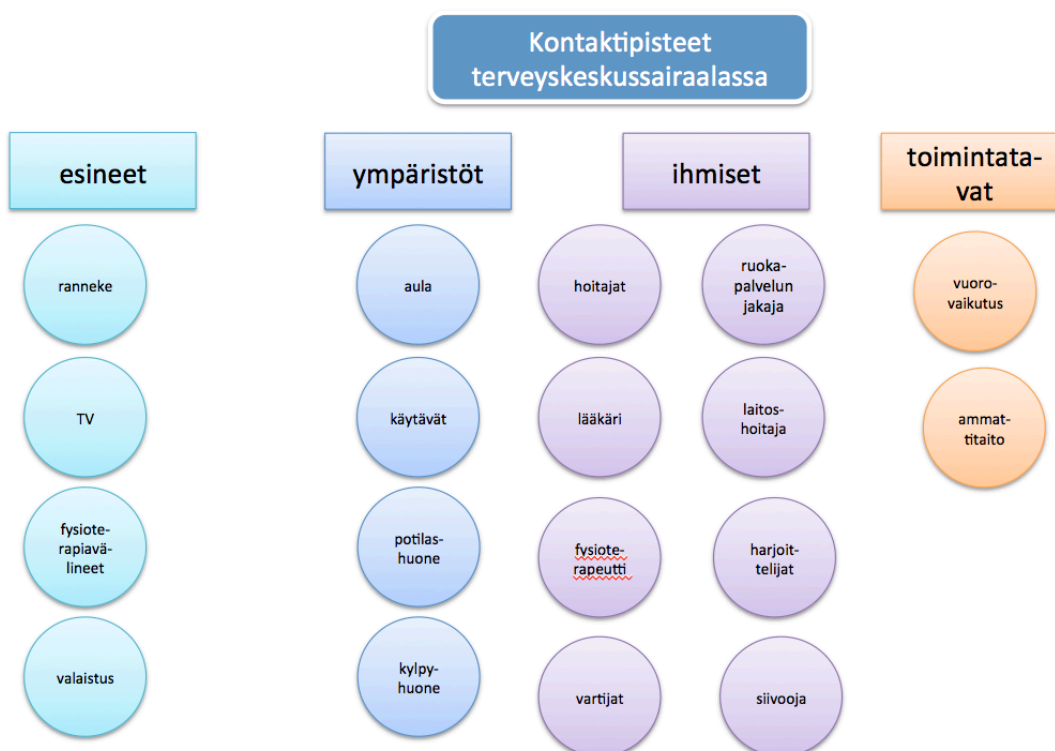 Kontaktipisteet
terveyskeskussairaalassa
esineet
ympäristöt
ihmiset
toimintata-
vat
ranneke
aula
hoitajat
ruoka-
palvelun
jakaja
vuoro-
vaikutus
TV
käytävät
lääkäri
laitos-
hoitaja
ammat-
titaito
fysiote-
rapiavä-
lineet
potilas-
huone
fysiote-
rapeutti
harjoit-
telijat
valaistus
kylpy-
huone
vartijat
siivooja